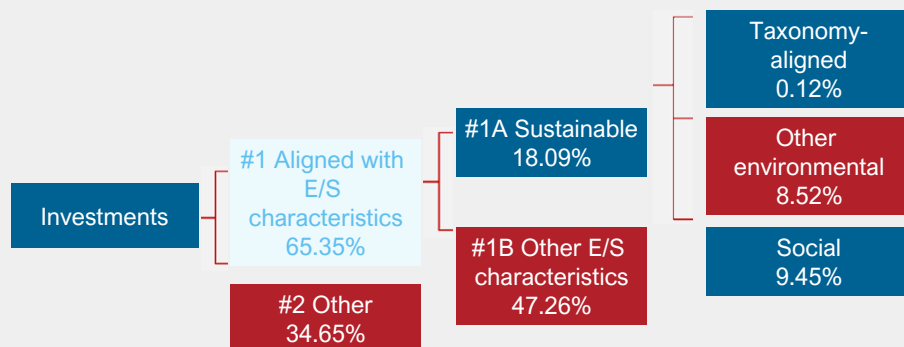 Investments
#1 Aligned with
E/S
characteristics
65.35%
#2 Other
34.65%
#1A Sustainable
18.09%
#1B Other E/S
characteristics
47.26%
Taxonomy-
aligned
0.12%
Other
environmental
8.52%
Social
9.45%